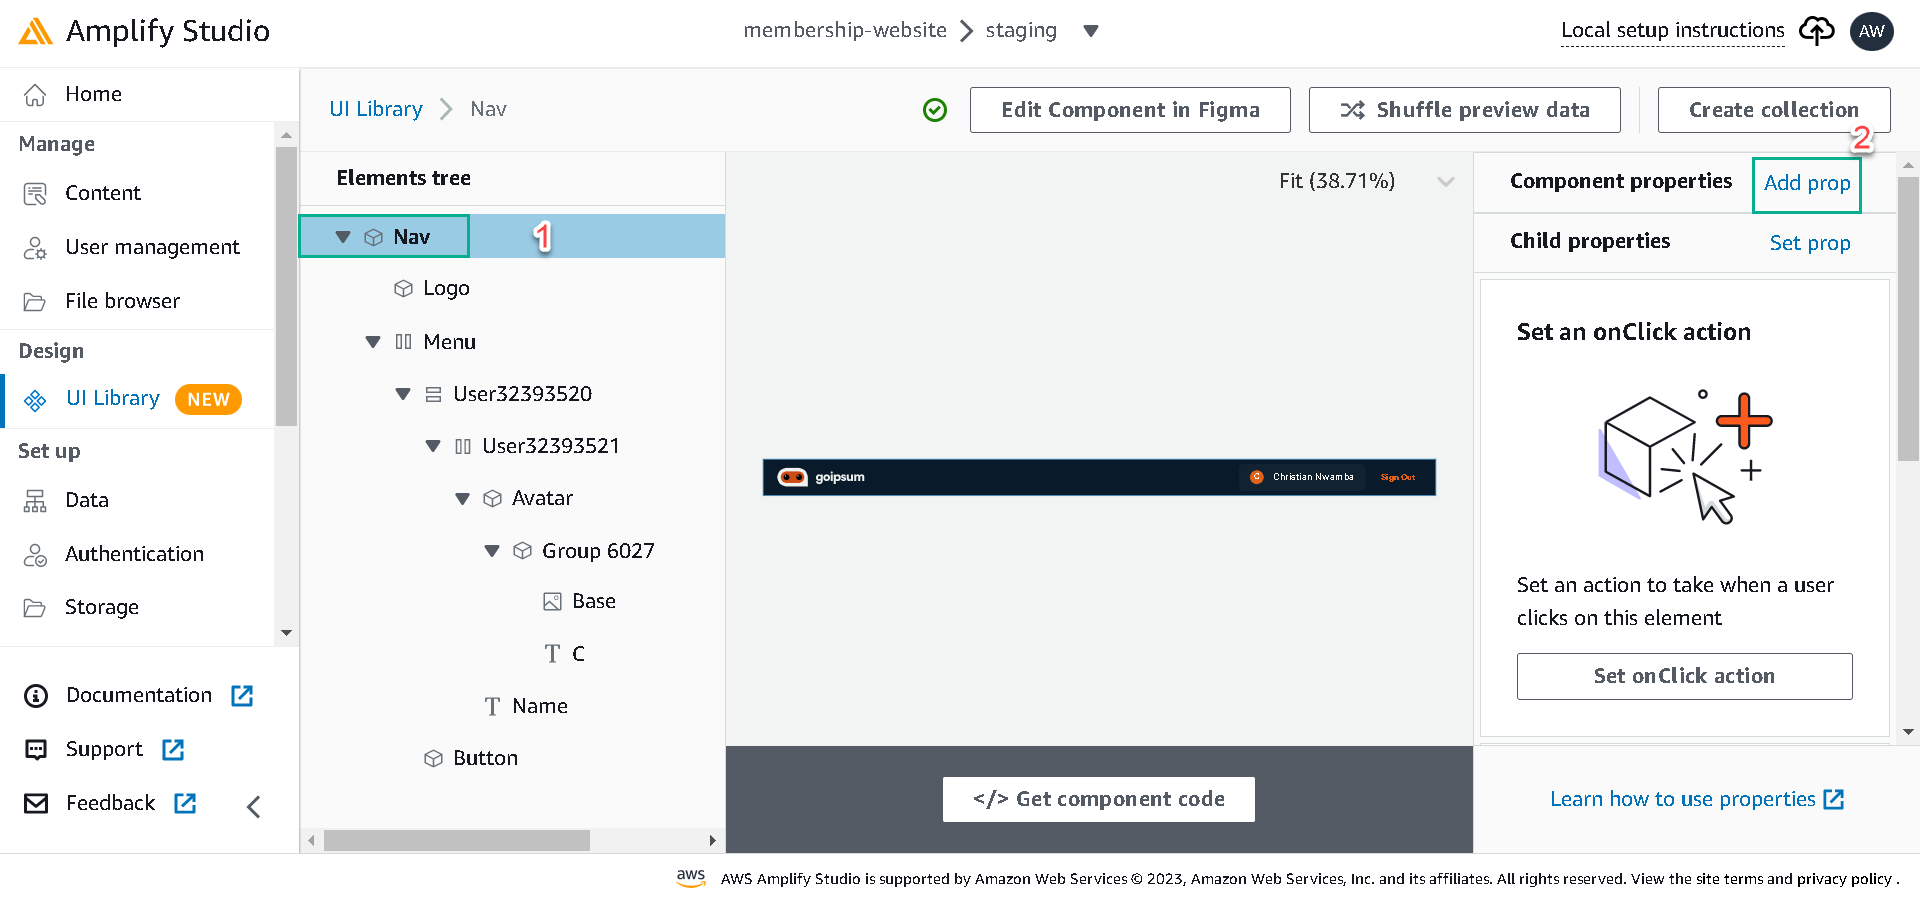 Amplify Studio
membership-website
staging
Local setup instructions
AW
Home
Manage
Content
User management
File browser
Design
UI Library NEW
Set up
Data
Authentication
Storage
Documentation
Support
Feedback
UI Library
Nav
Edit Component in Figma
Shuffle preview data
Create collection
Elements tree
Nav
1
Logo
Menu
User32393520
User32393521
Avatar
Group 6027
Base
C
Name
Button
Fit (38.71%)
goipsum
C
Christian Nwamba
Sign Out
</> Get component code
2
Component properties
Add prop
Child properties
Set prop
Set an onClick action
Set an action to take when a user
clicks on this element
Set onClick action
Learn how to use properties
aws
AWS Amplify Studio is supported by Amazon Web Services © 2023, Amazon Web Services, Inc. and its affiliates. All rights reserved. View the site terms and privacy policy .